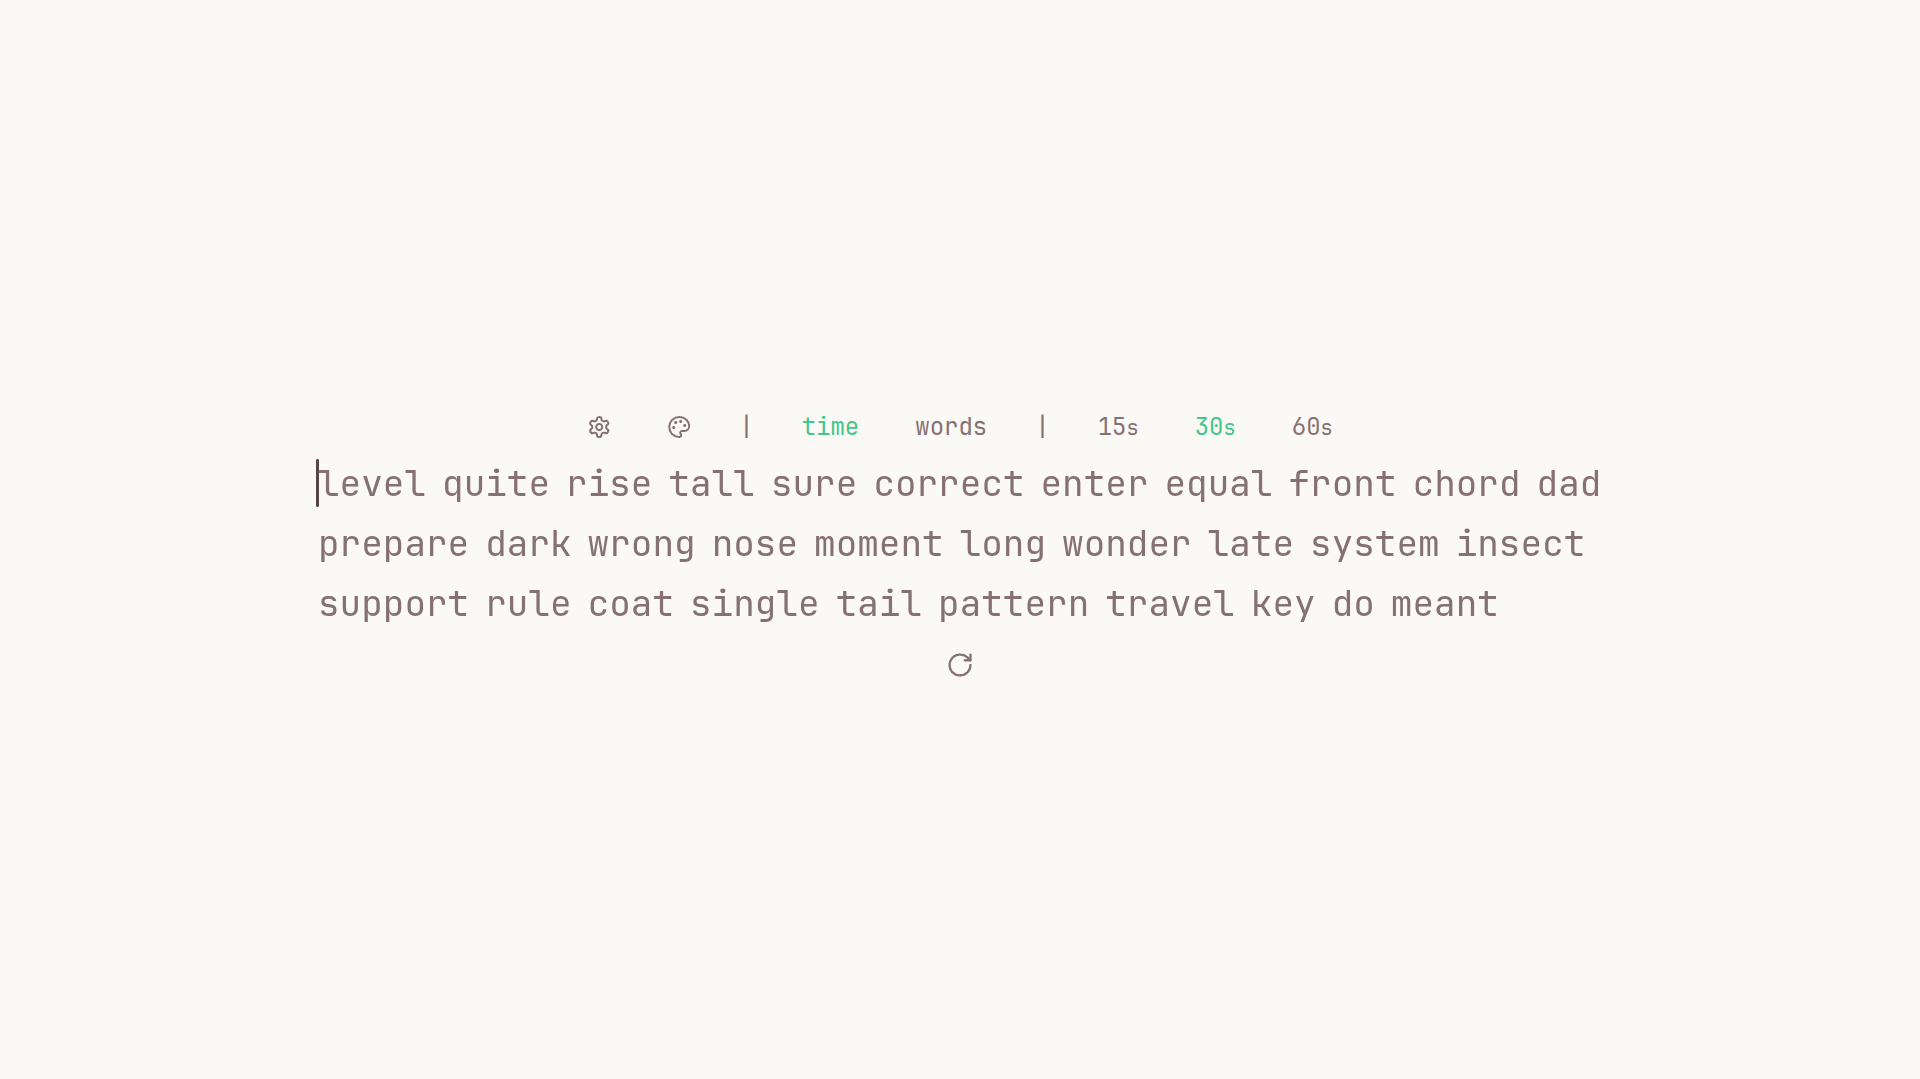 | time words | 15s 30s 60s
level quite rise tall sure correct enter equal front chord dad
prepare dark wrong nose moment long wonder late system insect
support rule coat single tail pattern travel key do meant